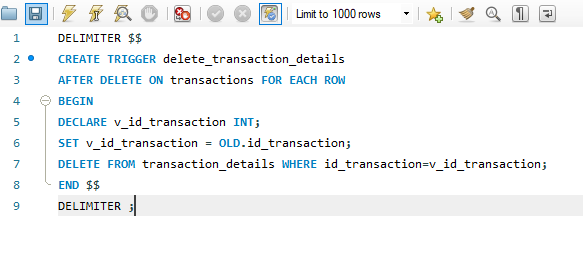 Limit to 1000 rows
1 DELIMITER $$
2 CREATE TRIGGER delete_transaction_details
3 AFTER DELETE ON transactions FOR EACH ROW
4 BEGIN
5 DECLARE v_id_transaction INT;
6 SET v_id_transaction = OLD.id_transaction;
7 DELETE FROM transaction_details WHERE id_transaction=v_id_transaction;
8 END $$
9 DELIMITER ;